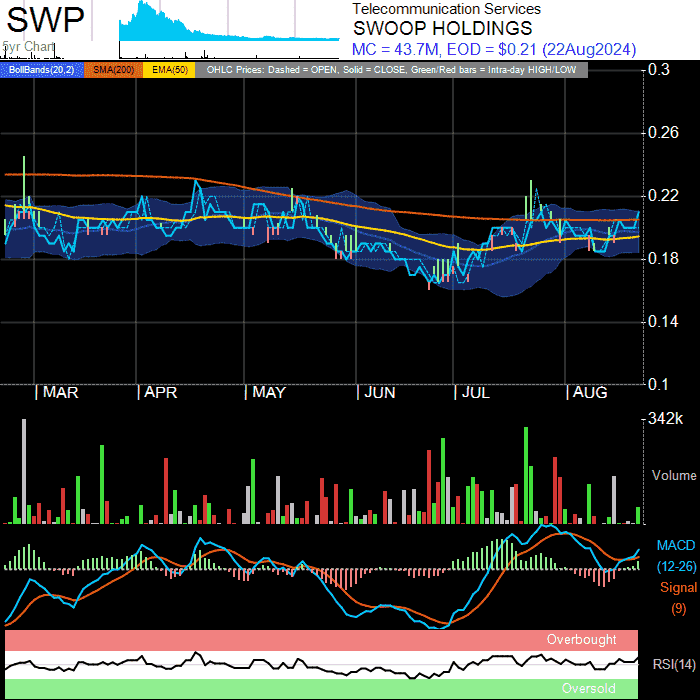 SWP
5yr Chart
Telecommunication Services
SWOOP HOLDINGS
MC = 43.7M, EOD = $0.21 (22Aug2024)
BollBands(20,2) SMA(200) EMA(50) OHLC Prices: Dashed = OPEN, Solid = CLOSE, Green/Red bars = Intra-day HIGH/LOW
0.3
0.26
0.22
0.18
0.14
0.1
| MAR | APR | MAY | JUN | JUL | AUG
342k
Volume
MACD
(12-26)
Signal
(9)
Overbought
RSI(14)
Oversold